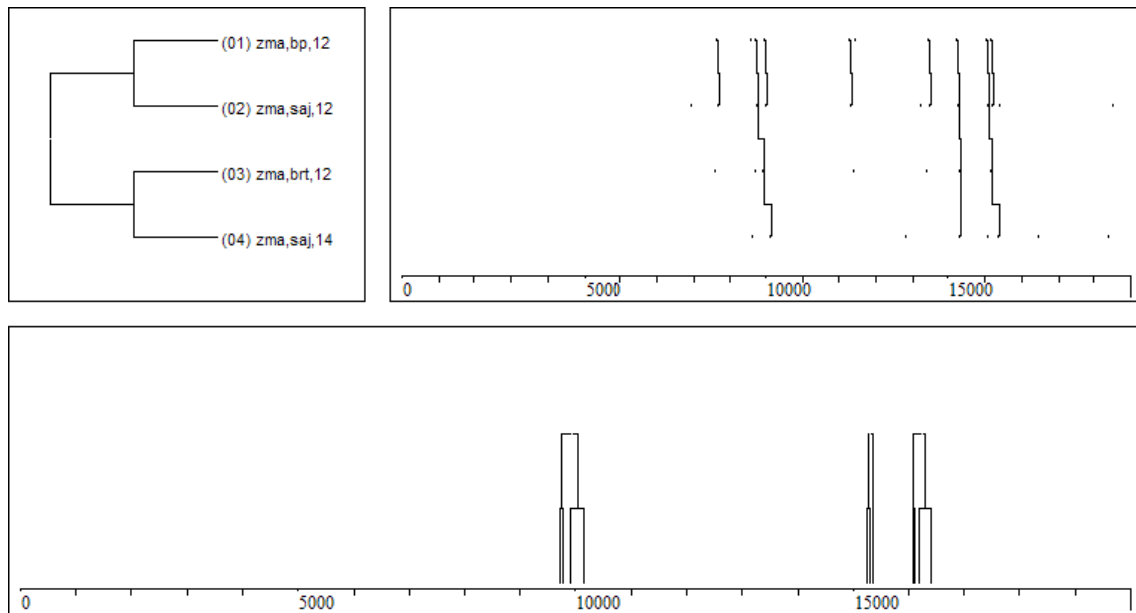 (01) zma,bp,12
(02) zma,saj,12
(03) zma,brt,12
(04) zma,saj,14
0 5000 10000 15000
0 5000 10000 15000